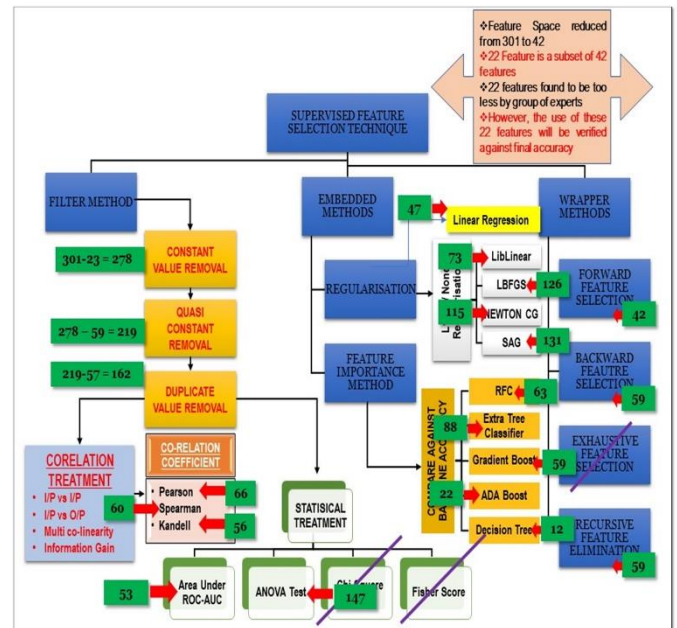 ❖Feature Space reduced
from 301 to 42
❖22 Feature is a subset of 42
features
❖22 features found to be too
less by group of experts
❖However, the use of these
22 features will be verified
against final accuracy
SUPERVISED FEATURE
SELECTION TECHNIQUE
FILTER METHOD
301-23 = 278
CONSTANT
VALUE REMOVAL
278 – 59 = 219
QUASI
CONSTANT
REMOVAL
219-57 = 162
DUPLICATE
VALUE REMOVAL
CORELATION
TREATMENT
• I/P vs I/P
• I/P vs O/P
• Multi co-linearity
• Information Gain
60
CO-RELATION
COEFFICIENT
• Pearson
66
Spearman
• Kandell
56
STATISICAL
TREATMENT
53
Area Under
ROC-AUC
ANOVA Test
147
Chi Square
Fisher Score
EMBEDDED
METHODS
47
Linear Regression
REGULARISATION
73
LibLinear
LBFGS
126
115
NEWTON CG
SAG
131
FEATURE
IMPORTANCE
METHOD
COMPARE AGAINST
RFC
63
88
Extra Tree
Classifier
Gradient Boost
59
22
ADA Boost
Decision Tree
12
WRAPPER
METHODS
FORWARD
FEATURE
SELECTION
42
BACKWARD
FEAUTRE
SELECTION
59
EXHAUSTIVE
FEATURE
SELECTION
RECURSIVE
FEATURE
ELIMINATION
59